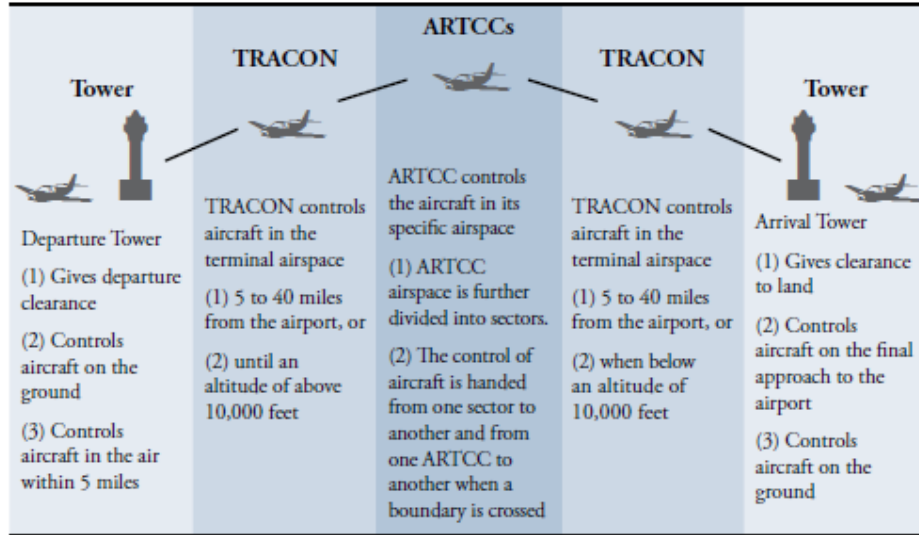 Tower
Departure Tower
(1) Gives departure
clearance
(2) Controls
aircraft on the
ground
(3) Controls
aircraft in the air
within 5 miles
TRACON
TRACON controls
aircraft in the
terminal airspace
(1) 5 to 40 miles
from the airport, or
(2) until an
altitude of above
10,000 feet
ARTCCs
ARTCC controls
the aircraft in its
specific airspace
(1) ARTCC
airspace is further
divided into sectors.
(2) The control of
aircraft is handed
from one sector to
another and from
one ARTCC to
another when a
boundary is crossed
TRACON
TRACON controls
aircraft in the
terminal airspace
(1) 5 to 40 miles
from the airport, or
(2) when below
an altitude of
10,000 feet
Tower
Arrival Tower
(1) Gives clearance
to land
(2) Controls
aircraft on the final
approach to the
airport
(3) Controls
aircraft on the
ground